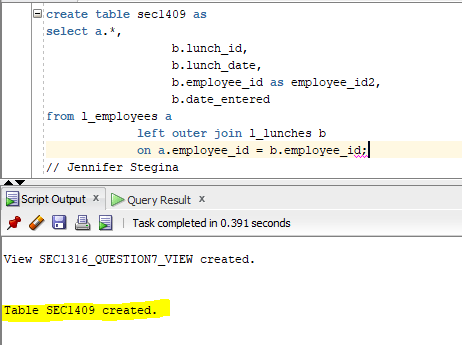 create table sec1409 as
select a.*,
b.lunch_id,
b.lunch_date,
b.employee_id as employee_id2,
b.date_entered
from l_employees a
left outer join l_lunches b
on a.employee_id = b.employee_id;
// Jennifer Stegina
Script Output x Query Result x
Task completed in 0.391 seconds
View SEC1316_QUESTION7_VIEW created.
Table SEC1409 created.